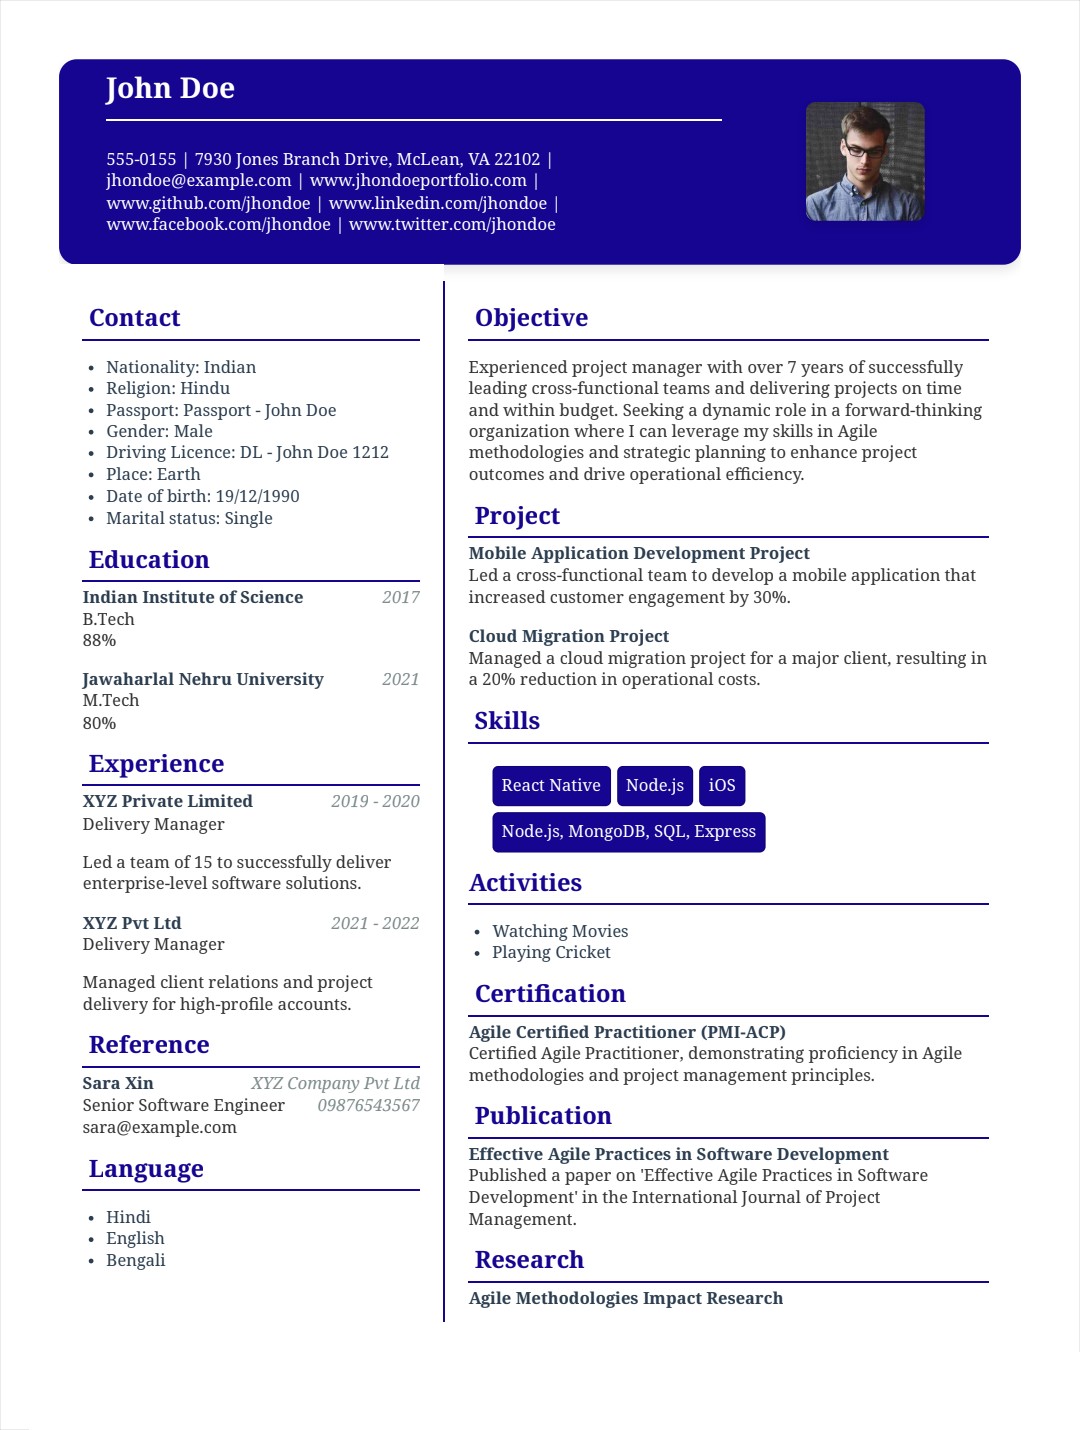 John Doe
555-0155 | 7930 Jones Branch Drive, McLean, VA 22102 |
jhondoe@example.com | www.jhondoeportfolio.com |
www.github.com/jhondoe | www.linkedin.com/jhondoe |
www.facebook.com/jhondoe | www.twitter.com/jhondoe
Contact
• Nationality: Indian
• Religion: Hindu
• Passport: Passport - John Doe
• Gender: Male
• Driving Licence: DL - John Doe 1212
• Place: Earth
• Date of birth: 19/12/1990
• Marital status: Single
Education
Indian Institute of Science 2017
B.Tech
88%
Jawaharlal Nehru University 2021
M.Tech
80%
Experience
XYZ Private Limited 2019 - 2020
Delivery Manager
Led a team of 15 to successfully deliver
enterprise-level software solutions.
XYZ Pvt Ltd 2021 - 2022
Delivery Manager
Managed client relations and project
delivery for high-profile accounts.
Reference
Sara Xin XYZ Company Pvt Ltd
Senior Software Engineer 09876543567
sara@example.com
Language
• Hindi
• English
• Bengali
Objective
Experienced project manager with over 7 years of successfully
leading cross-functional teams and delivering projects on time
and within budget. Seeking a dynamic role in a forward-thinking
organization where I can leverage my skills in Agile
methodologies and strategic planning to enhance project
outcomes and drive operational efficiency.
Project
Mobile Application Development Project
Led a cross-functional team to develop a mobile application that
increased customer engagement by 30%.
Cloud Migration Project
Managed a cloud migration project for a major client, resulting in
a 20% reduction in operational costs.
Skills
React Native Node.js iOS
Node.js, MongoDB, SQL, Express
Activities
• Watching Movies
• Playing Cricket
Certification
Agile Certified Practitioner (PMI-ACP)
Certified Agile Practitioner, demonstrating proficiency in Agile
methodologies and project management principles.
Publication
Effective Agile Practices in Software Development
Published a paper on 'Effective Agile Practices in Software
Development' in the International Journal of Project
Management.
Research
Agile Methodologies Impact Research